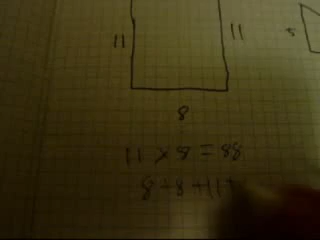 11 11
8
11 × 8 = 88
8 + 8 + 11 +